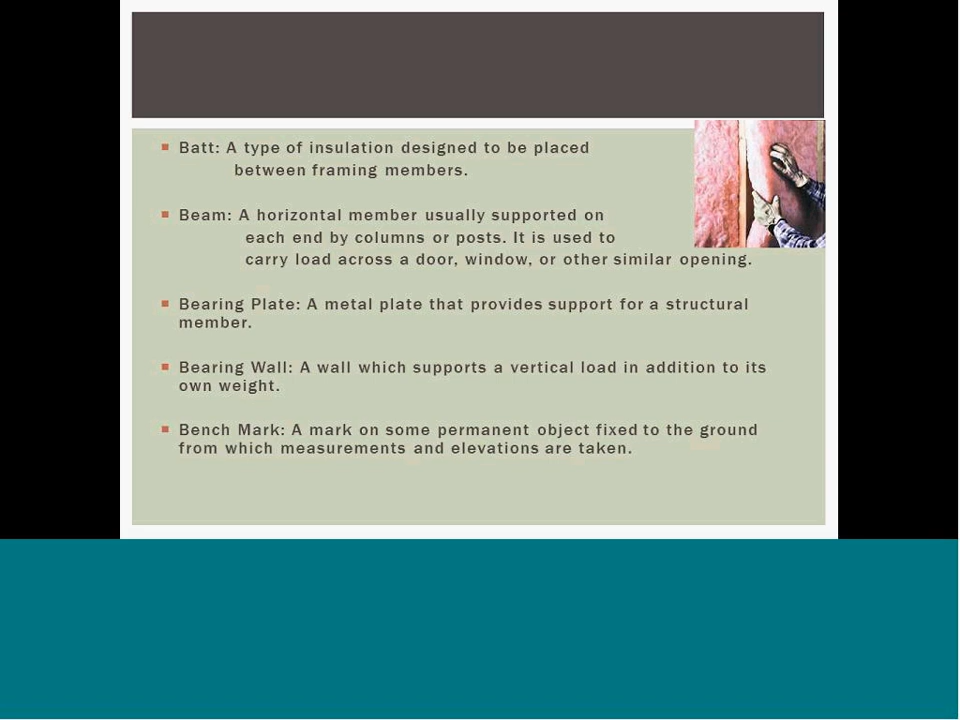 Batt: A type of insulation designed to be placed
between framing members.
Beam: A horizontal member usually supported on
each end by columns or posts. It is used to
carry load across a door, window, or other similar opening.
Bearing Plate: A metal plate that provides support for a structural
member.
Bearing Wall: A wall which supports a vertical load in addition to its
own weight.
Bench Mark: A mark on some permanent object fixed to the ground
from which measurements and elevations are taken.